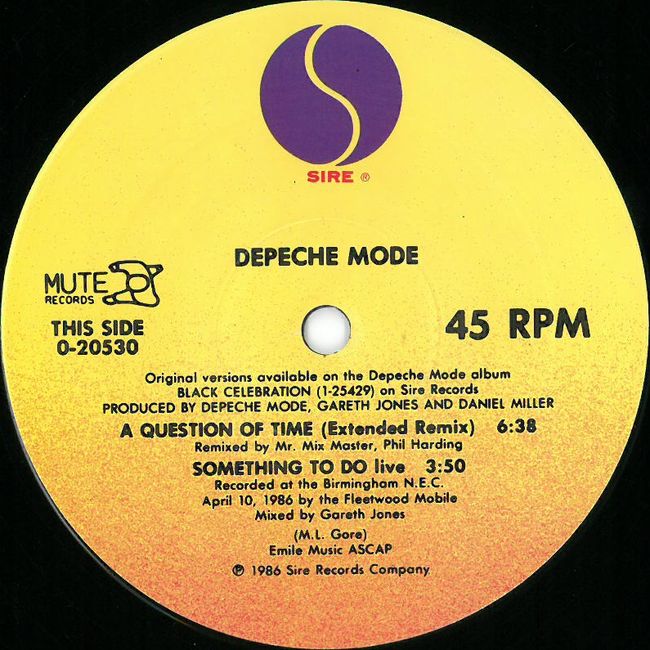 SIRE ®
DEPECHE MODE
MUTE
RECORDS
THIS SIDE
0-20530
45 RPM
Original versions available on the Depeche Mode album
BLACK CELEBRATION (1-25429) on Sire Records
PRODUCED BY DEPECHE MODE, GARETH JONES AND DANIEL MILLER
A QUESTION OF TIME (Extended Remix) 6:38
Remixed by Mr. Mix Master, Phil Harding
SOMETHING TO DO live 3:50
Recorded at the Birmingham N.E.C.
April 10, 1986 by the Fleetwood Mobile
Mixed by Gareth Jones
(M.L. Gore)
Emile Music ASCAP
℗ 1986 Sire Records Company